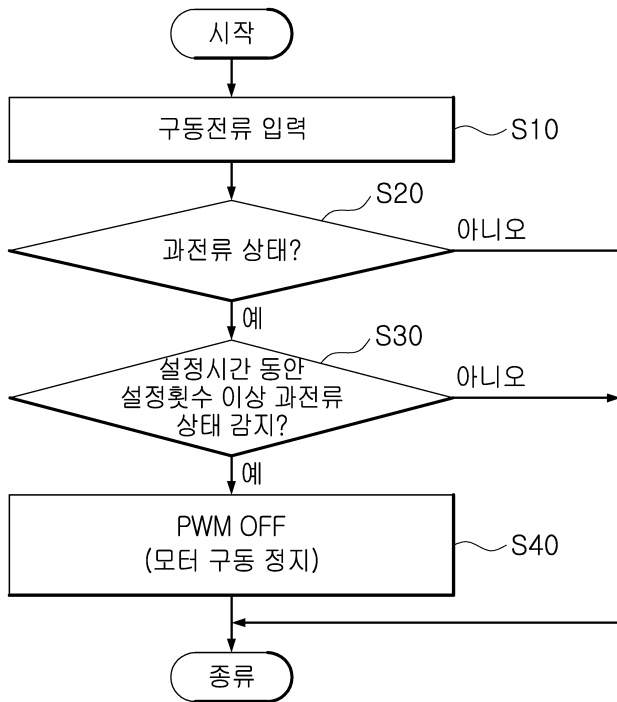 시작
구동전류 입력
S10
S20
과전류 상태?
아니오
예
S30
설정시간 동안
설정횟수 이상 과전류
상태 감지?
아니오
예
PWM OFF
(모터 구동 정지)
S40
종류